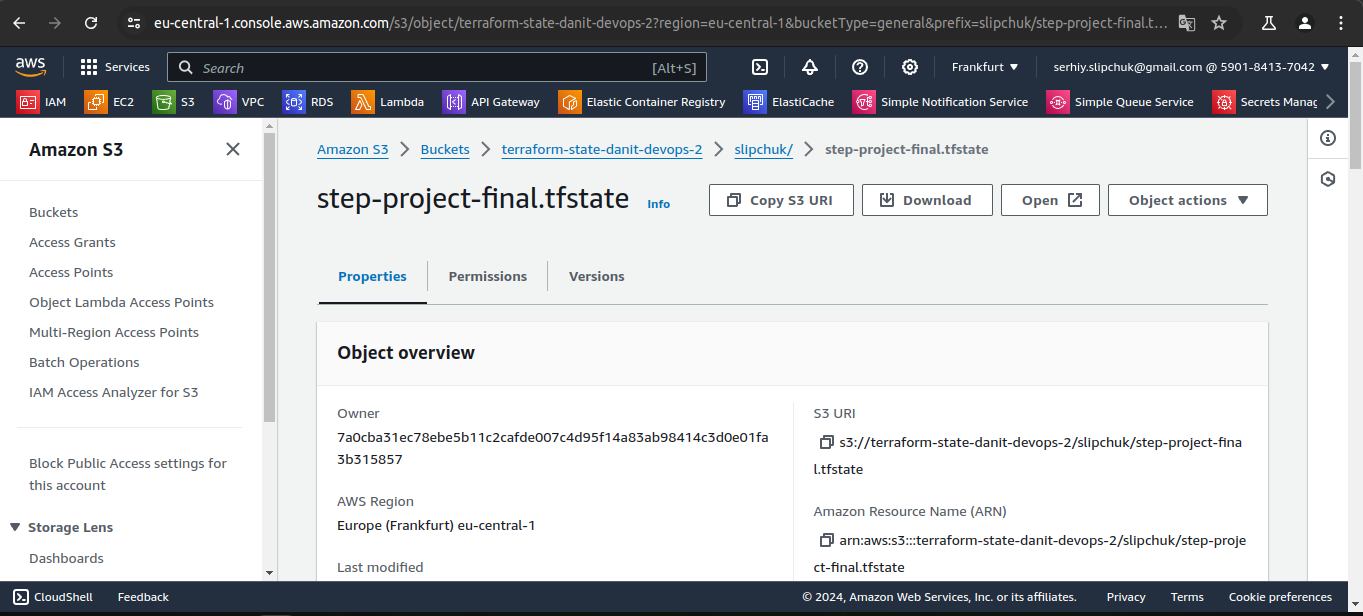 eu-central-1.console.aws.amazon.com/s3/object/terraform-state-danit-devops-2?region=eu-central-1&bucketType=general&prefix=slipchuk/step-project-final.t...
aws Services Search [Alt+S] Frankfurt serhiy.slipchuk@gmail.com @ 5901-8413-7042
IAM EC2 S3 VPC RDS Lambda API Gateway Elastic Container Registry ElastiCache Simple Notification Service Simple Queue Service Secrets Manag
Amazon S3
Buckets
Access Grants
Access Points
Object Lambda Access Points
Multi-Region Access Points
Batch Operations
IAM Access Analyzer for S3
Block Public Access settings for
this account
Storage Lens
Dashboards
Amazon S3 Buckets terraform-state-danit-devops-2 slipchuk/ step-project-final.tfstate
step-project-final.tfstate Info Copy S3 URI Download Open Object actions
Properties Permissions Versions
Object overview
Owner
7a0cba31ec78ebe5b11c2cafde007c4d95f14a83ab98414c3d0e01fa
3b315857
AWS Region
Europe (Frankfurt) eu-central-1
Last modified
S3 URI
s3://terraform-state-danit-devops-2/slipchuk/step-project-fina
l.tfstate
Amazon Resource Name (ARN)
arn:aws:s3:::terraform-state-danit-devops-2/slipchuk/step-proje
ct-final.tfstate
CloudShell Feedback © 2024, Amazon Web Services, Inc. or its affiliates. Privacy Terms Cookie preferences